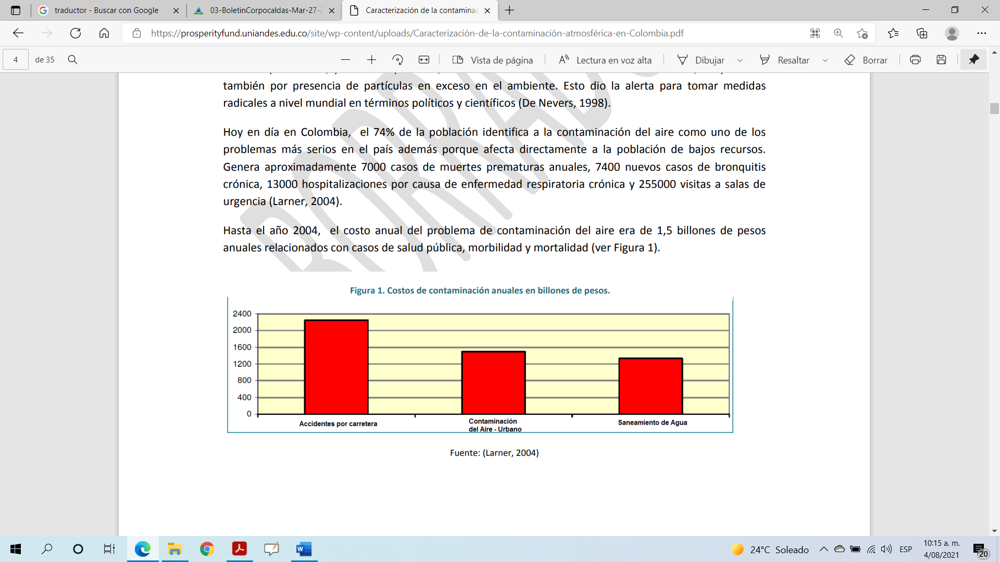 traductor - Buscar con Google
03-BoletinCorpocaldas-Mar-27-2
Caracterización de la contaminac
https://prosperityfund.uniandes.edu.co/site/wp-content/uploads/Caracterización-de-la-contaminación-atmosférica-en-Colombia.pdf
4 de 35
Vista de página
Lectura en voz alta
Dibujar
Resaltar
Borrar
también por presencia de partículas en exceso en el ambiente. Esto dio la alerta para tomar medidas
radicales a nivel mundial en términos políticos y científicos (De Nevers, 1998).
Hoy en día en Colombia, el 74% de la población identifica a la contaminación del aire como uno de los
problemas más serios en el país además porque afecta directamente a la población de bajos recursos.
Genera aproximadamente 7000 casos de muertes prematuras anuales, 7400 nuevos casos de bronquitis
crónica, 13000 hospitalizaciones por causa de enfermedad respiratoria crónica y 255000 visitas a salas de
urgencia (Larner, 2004).
Hasta el año 2004, el costo anual del problema de contaminación del aire era de 1,5 billones de pesos
anuales relacionados con casos de salud pública, morbilidad y mortalidad (ver Figura 1).
Figura 1. Costos de contaminación anuales en billones de pesos.
2400
2000
1600
1200
800
400
0
Accidentes por carretera
Contaminación
del Aire - Urbano
Saneamiento de Agua
Fuente: (Larner, 2004)
24°C Soleado
ESP
10:15 a. m.
4/08/2021
20